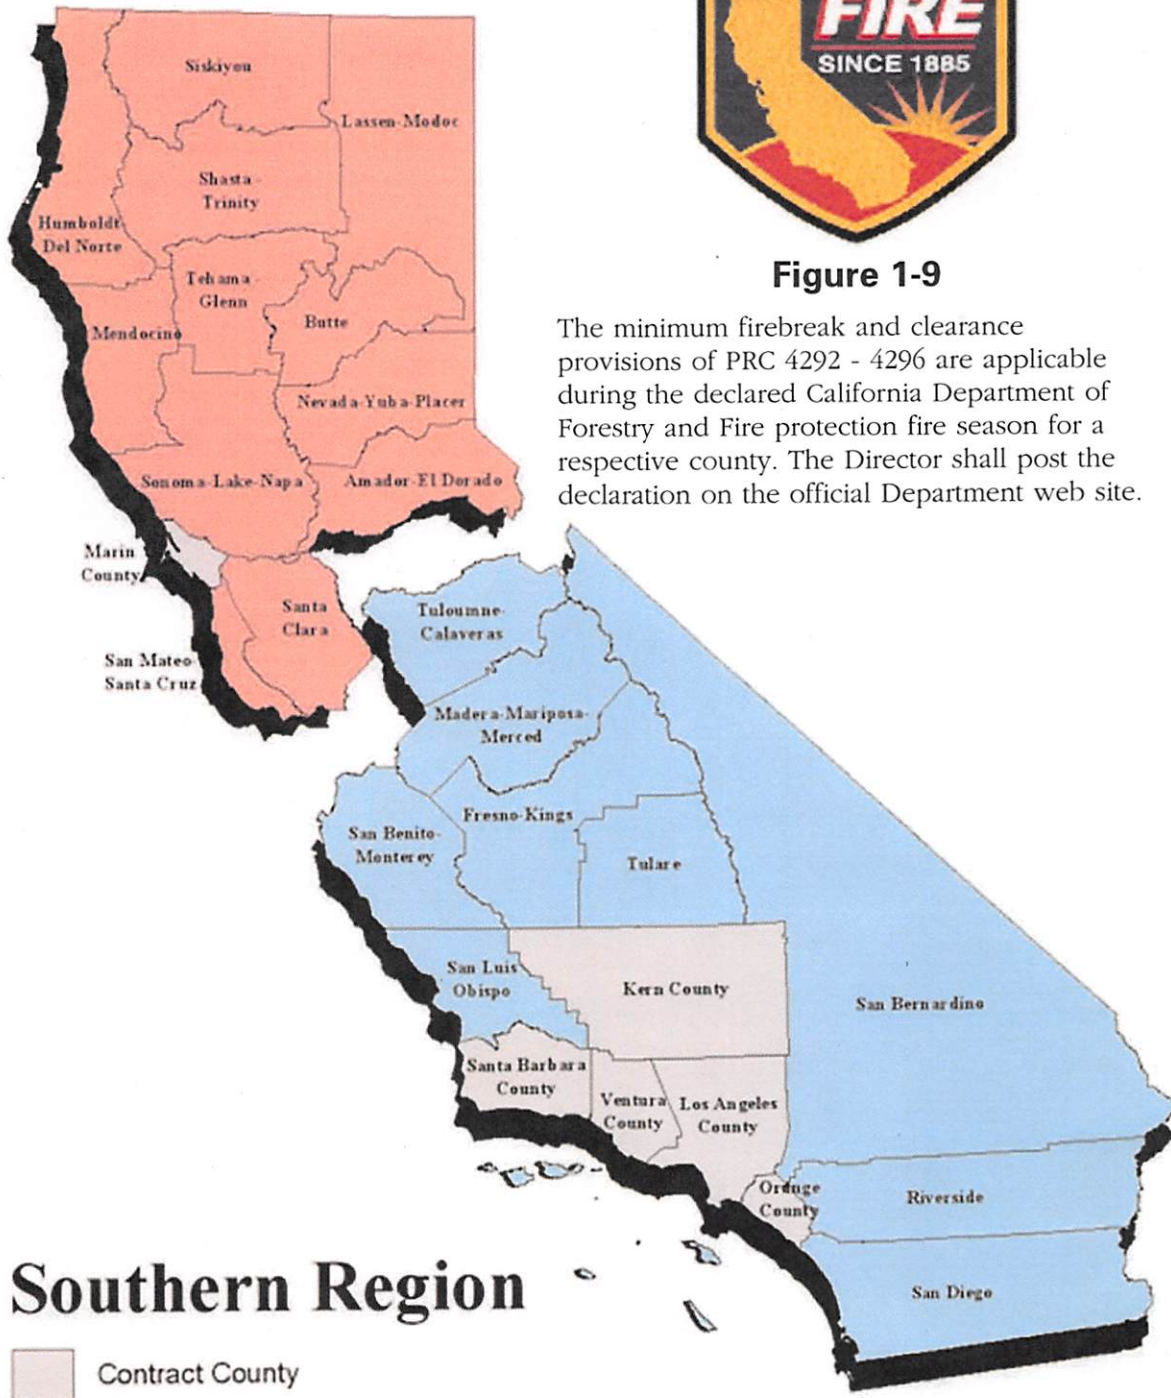 FIRE
SINCE 1885
Siskiyou
Lassen-Modoc
Shasta-
Trinity
Humboldt-
Del Norte
Tehama-
Glenn
Butte
Mendocino
Nevada-Yuba-Placer
Sonoma-Lake-Napa
Amador-El Dorado
Marin
County
Santa
Clara
San Mateo-
Santa Cruz
Figure 1-9
The minimum firebreak and clearance
provisions of PRC 4292 - 4296 are applicable
during the declared California Department of
Forestry and Fire protection fire season for a
respective county. The Director shall post the
declaration on the official Department web site.
Tuloumne-
Calaveras
Madera-Mariposa-
Merced
Fresno-Kings
San Benito-
Monterey
Tulare
San Luis
Obispo
Kern County
San Bernardino
Santa Barbara
County
Ventura
County
Los Angeles
County
Orange
County
Riverside
San Diego
Southern Region
Contract County